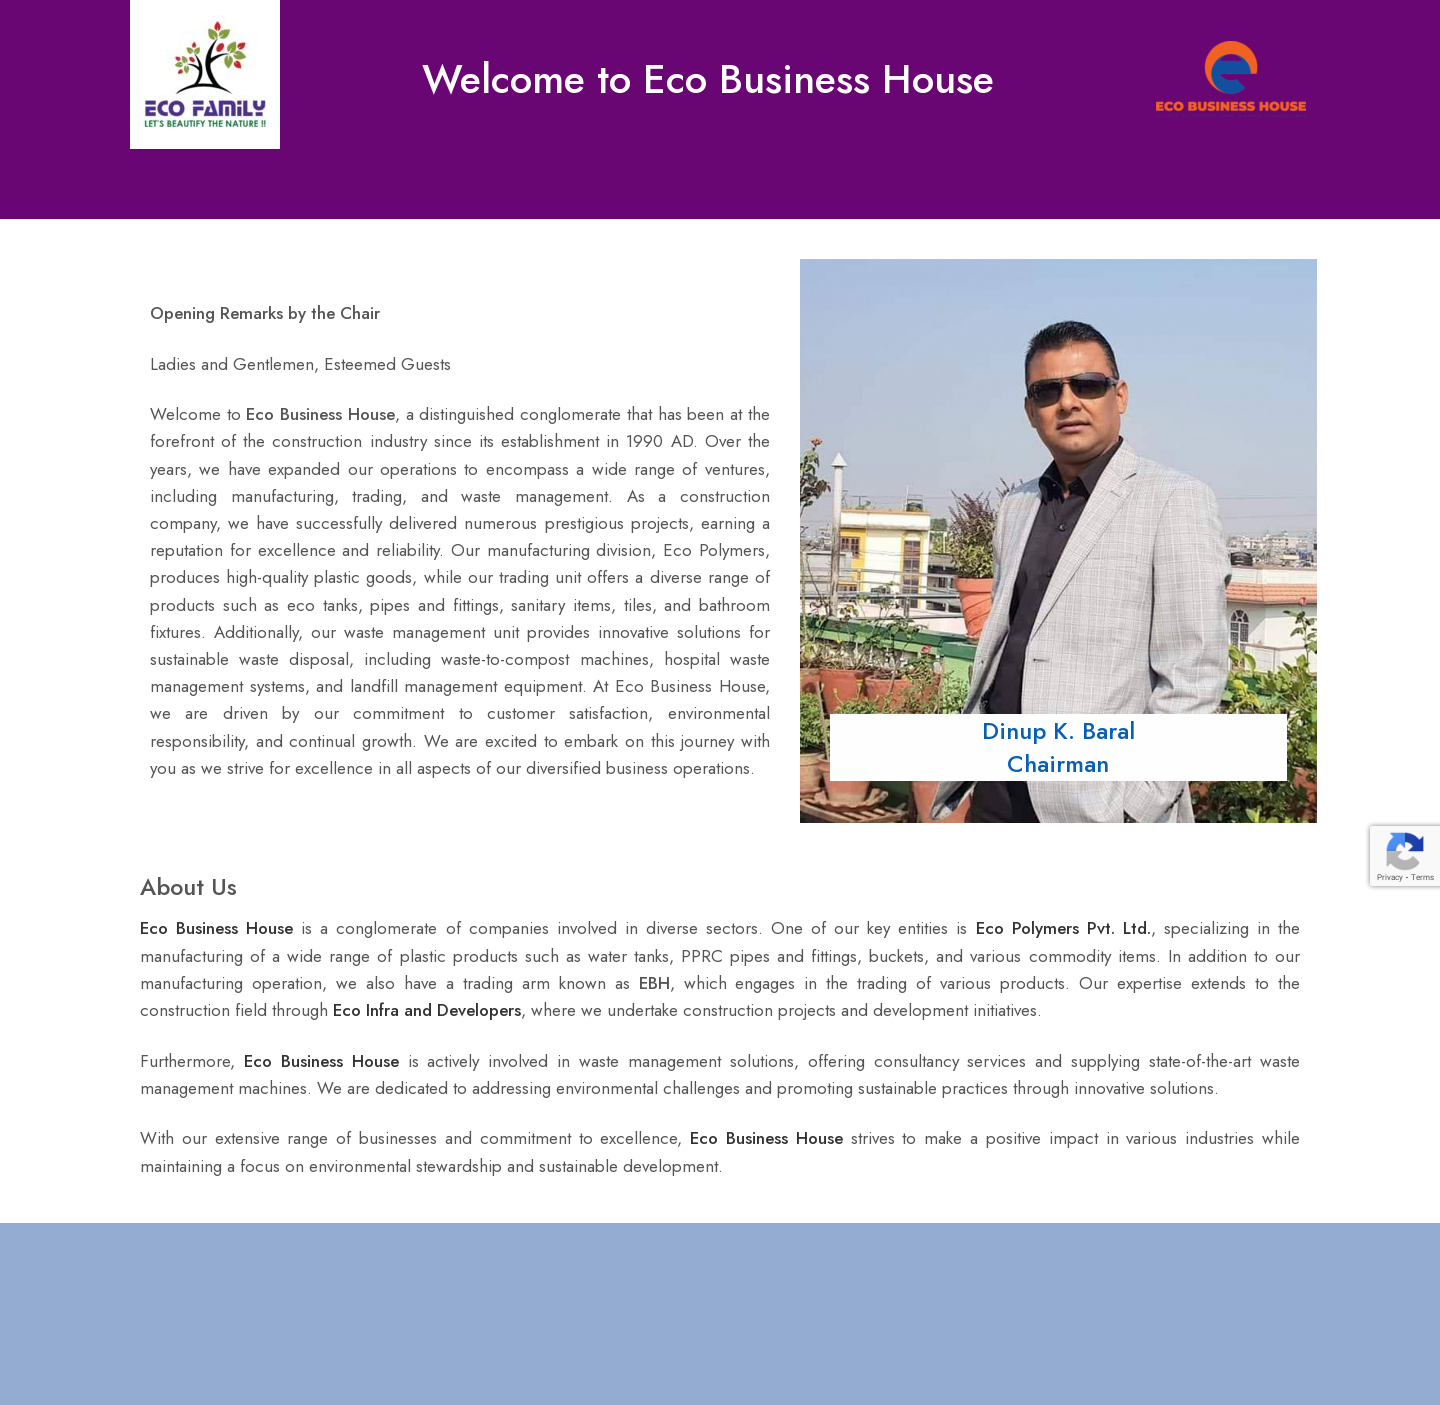 ECO FAMILY
LET'S BEAUTIFY THE NATURE !!
Welcome to Eco Business House
ECO BUSINESS HOUSE
Opening Remarks by the Chair
Ladies and Gentlemen, Esteemed Guests
Welcome to Eco Business House, a distinguished conglomerate that has been at the
forefront of the construction industry since its establishment in 1990 AD. Over the
years, we have expanded our operations to encompass a wide range of ventures,
including manufacturing, trading, and waste management. As a construction
company, we have successfully delivered numerous prestigious projects, earning a
reputation for excellence and reliability. Our manufacturing division, Eco Polymers,
produces high-quality plastic goods, while our trading unit offers a diverse range of
products such as eco tanks, pipes and fittings, sanitary items, tiles, and bathroom
fixtures. Additionally, our waste management unit provides innovative solutions for
sustainable waste disposal, including waste-to-compost machines, hospital waste
management systems, and landfill management equipment. At Eco Business House,
we are driven by our commitment to customer satisfaction, environmental
responsibility, and continual growth. We are excited to embark on this journey with
you as we strive for excellence in all aspects of our diversified business operations.
Dinup K. Baral
Chairman
Privacy - Terms
About Us
Eco Business House is a conglomerate of companies involved in diverse sectors. One of our key entities is Eco Polymers Pvt. Ltd., specializing in the
manufacturing of a wide range of plastic products such as water tanks, PPRC pipes and fittings, buckets, and various commodity items. In addition to our
manufacturing operation, we also have a trading arm known as EBH, which engages in the trading of various products. Our expertise extends to the
construction field through Eco Infra and Developers, where we undertake construction projects and development initiatives.
Furthermore, Eco Business House is actively involved in waste management solutions, offering consultancy services and supplying state-of-the-art waste
management machines. We are dedicated to addressing environmental challenges and promoting sustainable practices through innovative solutions.
With our extensive range of businesses and commitment to excellence, Eco Business House strives to make a positive impact in various industries while
maintaining a focus on environmental stewardship and sustainable development.